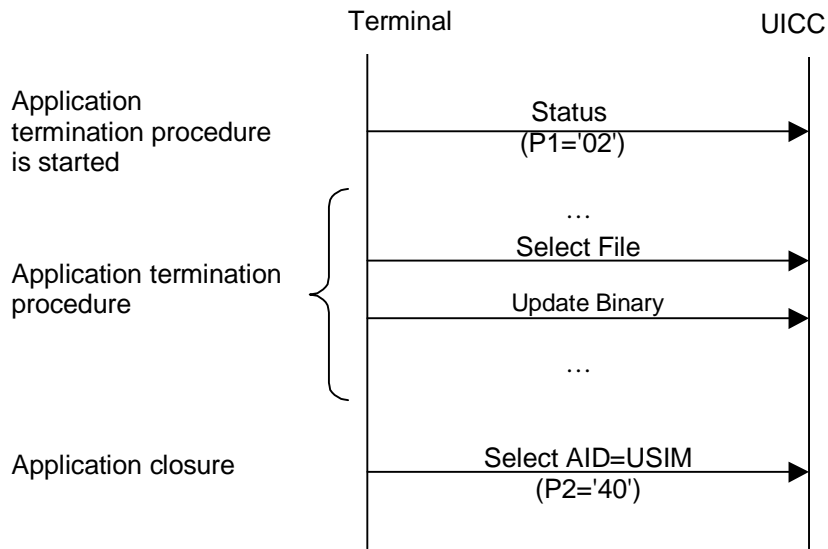 Terminal
UICC
Application
termination procedure
is started
Status
(P1='02')
…
Select File
Application termination
procedure
Update Binary
…
Application closure
Select AID=USIM
(P2='40')